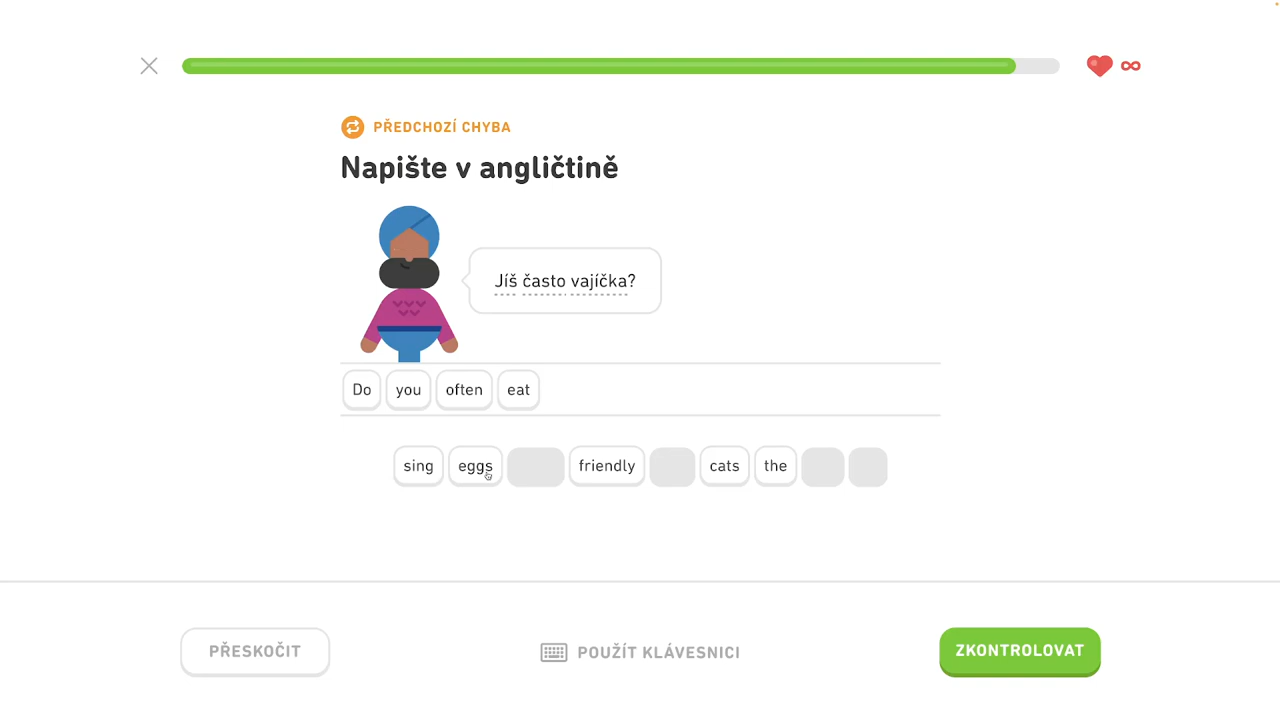 PŘEDCHOZÍ CHYBA
Napište v angličtině
Jíš často vajíčka?
Do you often eat
sing eggs friendly cats the
PŘESKOČIT POUŽÍT KLÁVESNICI ZKONTROLOVAT